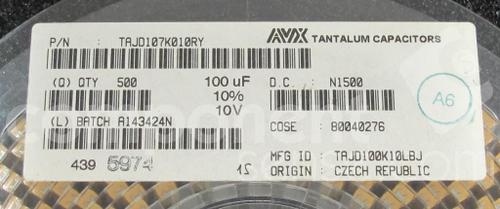 P/N : TAJD107K010RY
AVX TANTALUM CAPACITORS
(Q) QTY 500 100 uF D.C.: N1500
10%
10V
A6
(L) BATCH A143424N COSE : B0040276
439 5974 12
MFG ID : TAJD100K10LBJ
ORIGIN : CZECH REPUBLIC